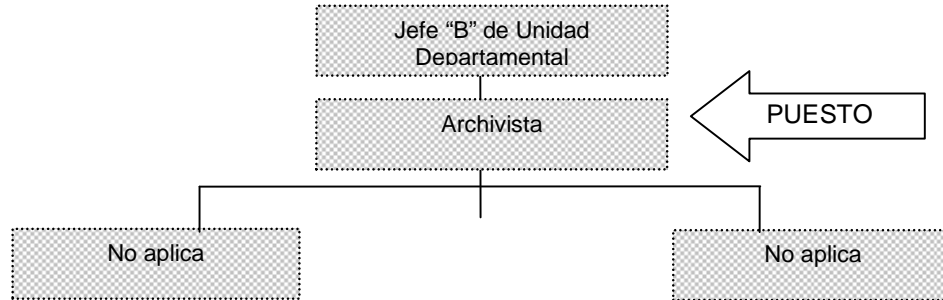 Jefe “B” de Unidad
Departamental
Archivista
PUESTO
No aplica
No aplica